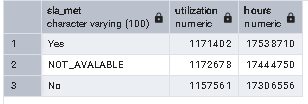 sla_met utilization hours
character varying (100) numeric numeric
1 Yes 1171402 17538710
2 NOT_AVALABLE 1172678 17444750
3 No 1157561 17306556